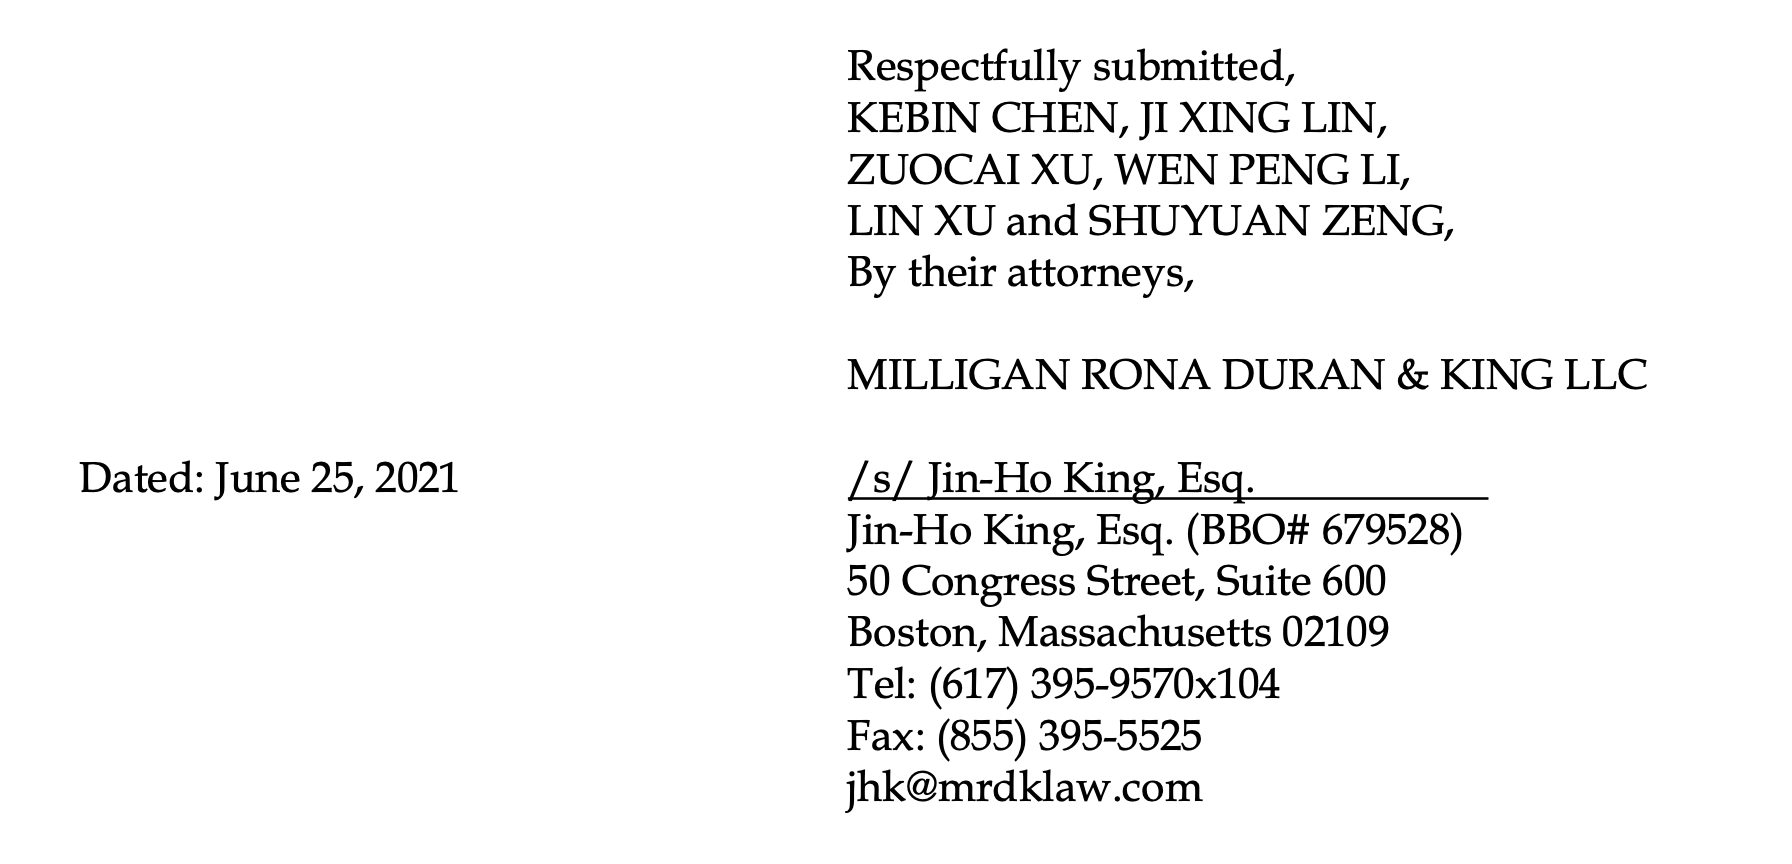 Respectfully submitted,
KEBIN CHEN, JI XING LIN,
ZUOCAI XU, WEN PENG LI,
LIN XU and SHUYUAN ZENG,
By their attorneys,
MILLIGAN RONA DURAN & KING LLC
Dated: June 25, 2021 /s/ Jin-Ho King, Esq.
Jin-Ho King, Esq. (BBO# 679528)
50 Congress Street, Suite 600
Boston, Massachusetts 02109
Tel: (617) 395-9570x104
Fax: (855) 395-5525
jhk@mrdklaw.com